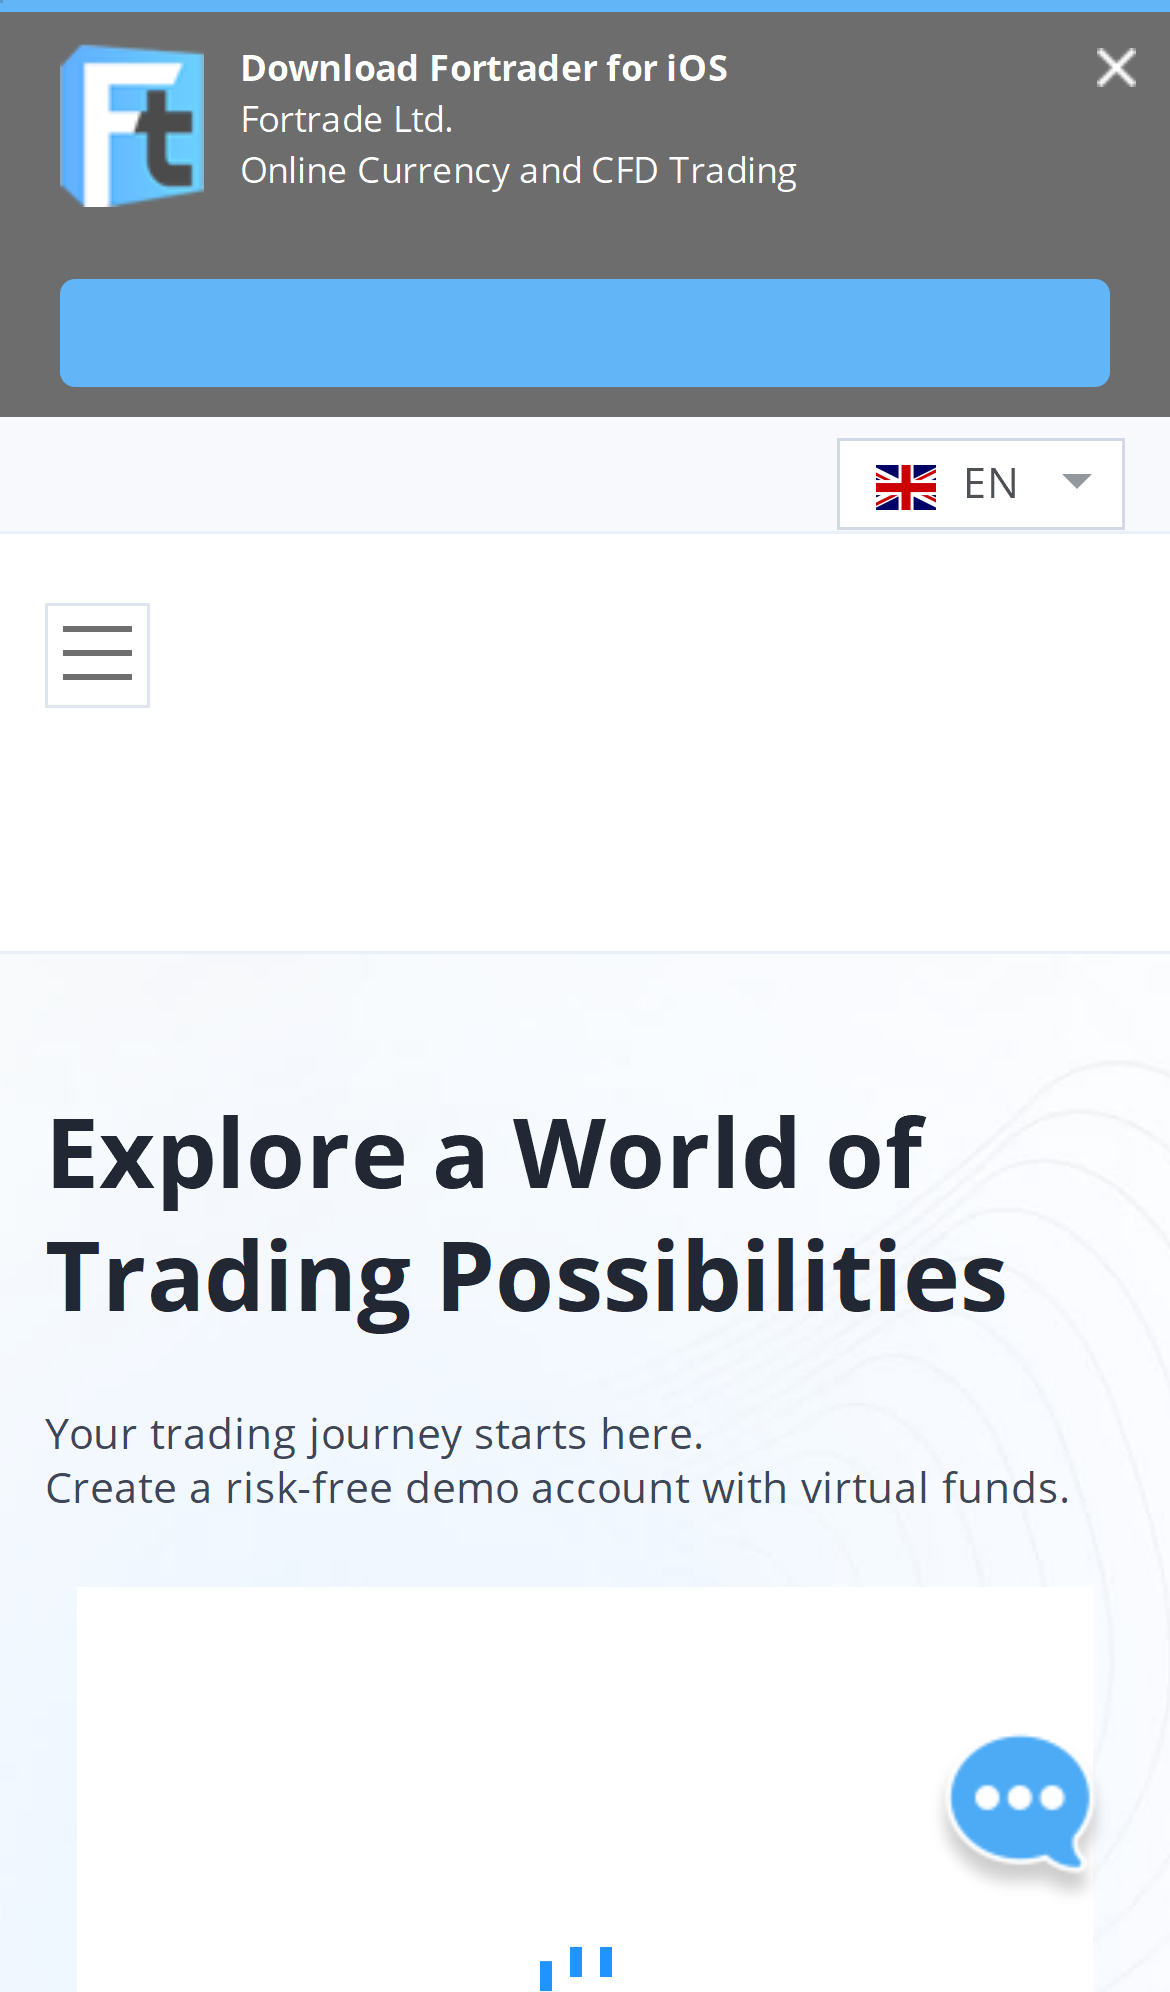 Ft
Download Fortrader for iOS
Fortrade Ltd.
Online Currency and CFD Trading
EN
Explore a World of
Trading Possibilities
Your trading journey starts here.
Create a risk-free demo account with virtual funds.